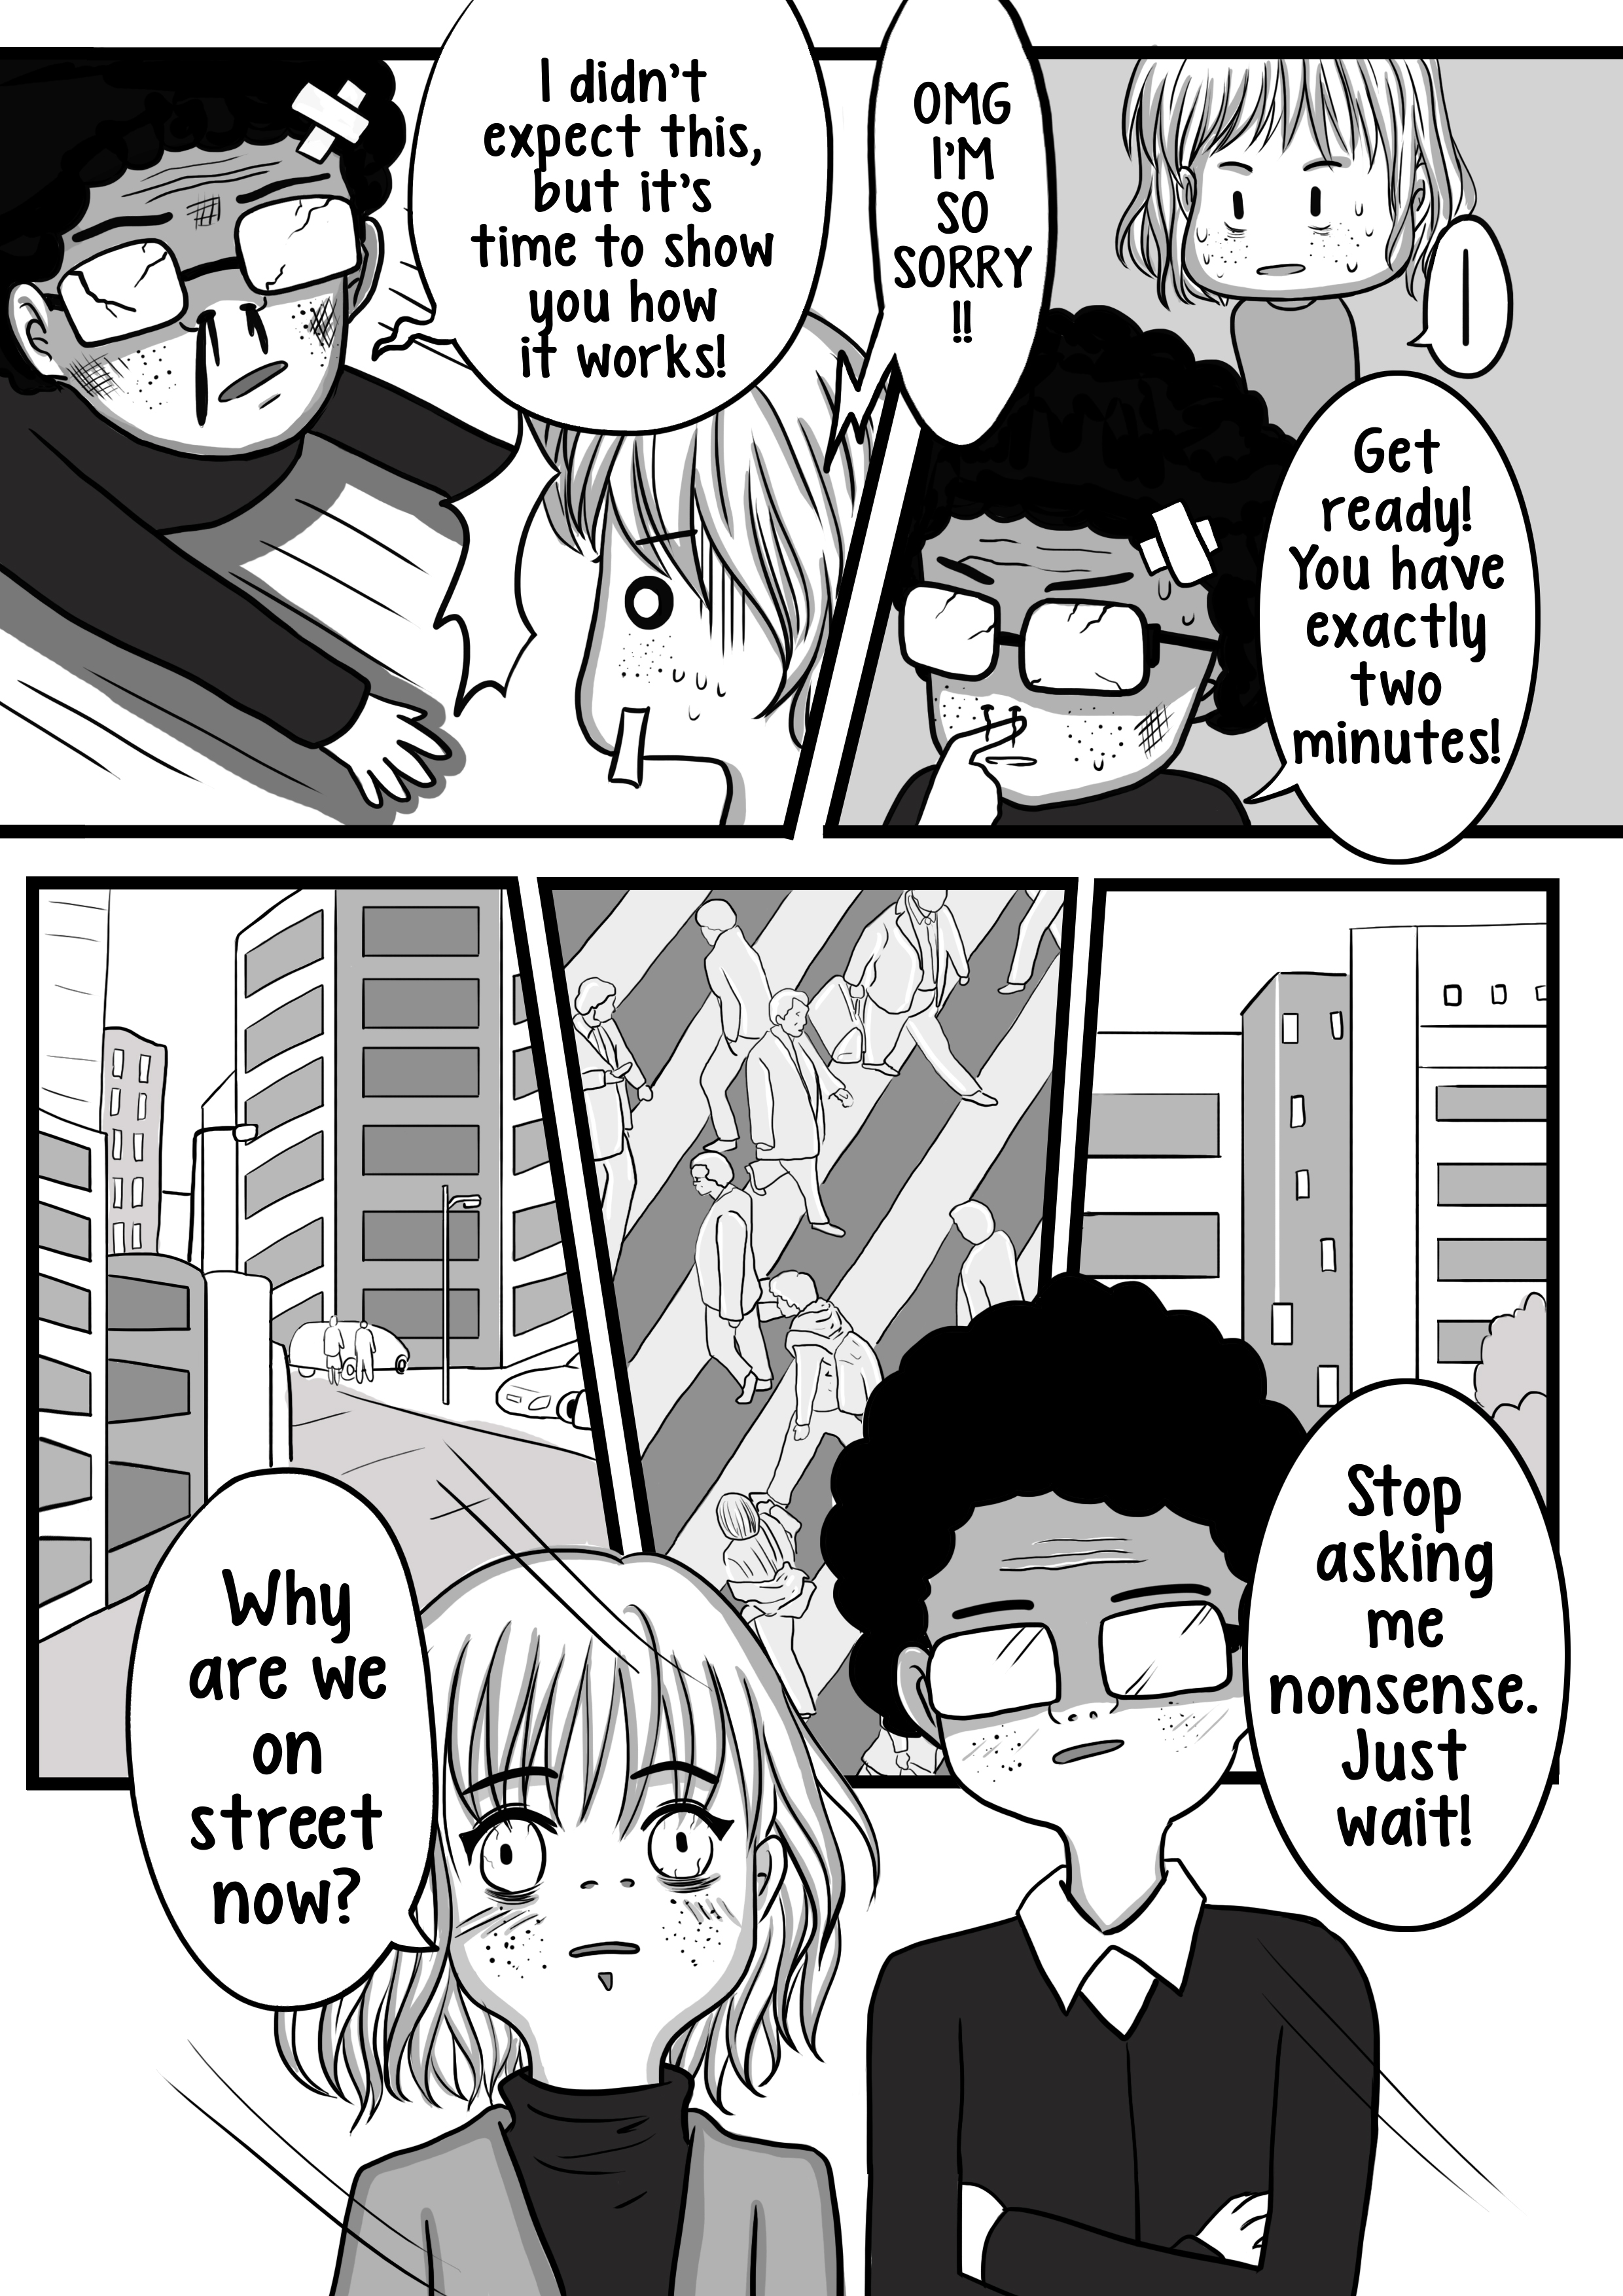 I didn't
expect this,
but it's
time to show
you how
it works!
OMG
I'M
SO
SORRY
!!
I
Get
ready!
You have
exactly
two
minutes!
Why
are we
on
street
now?
Stop
asking
me
nonsense.
Just
wait!